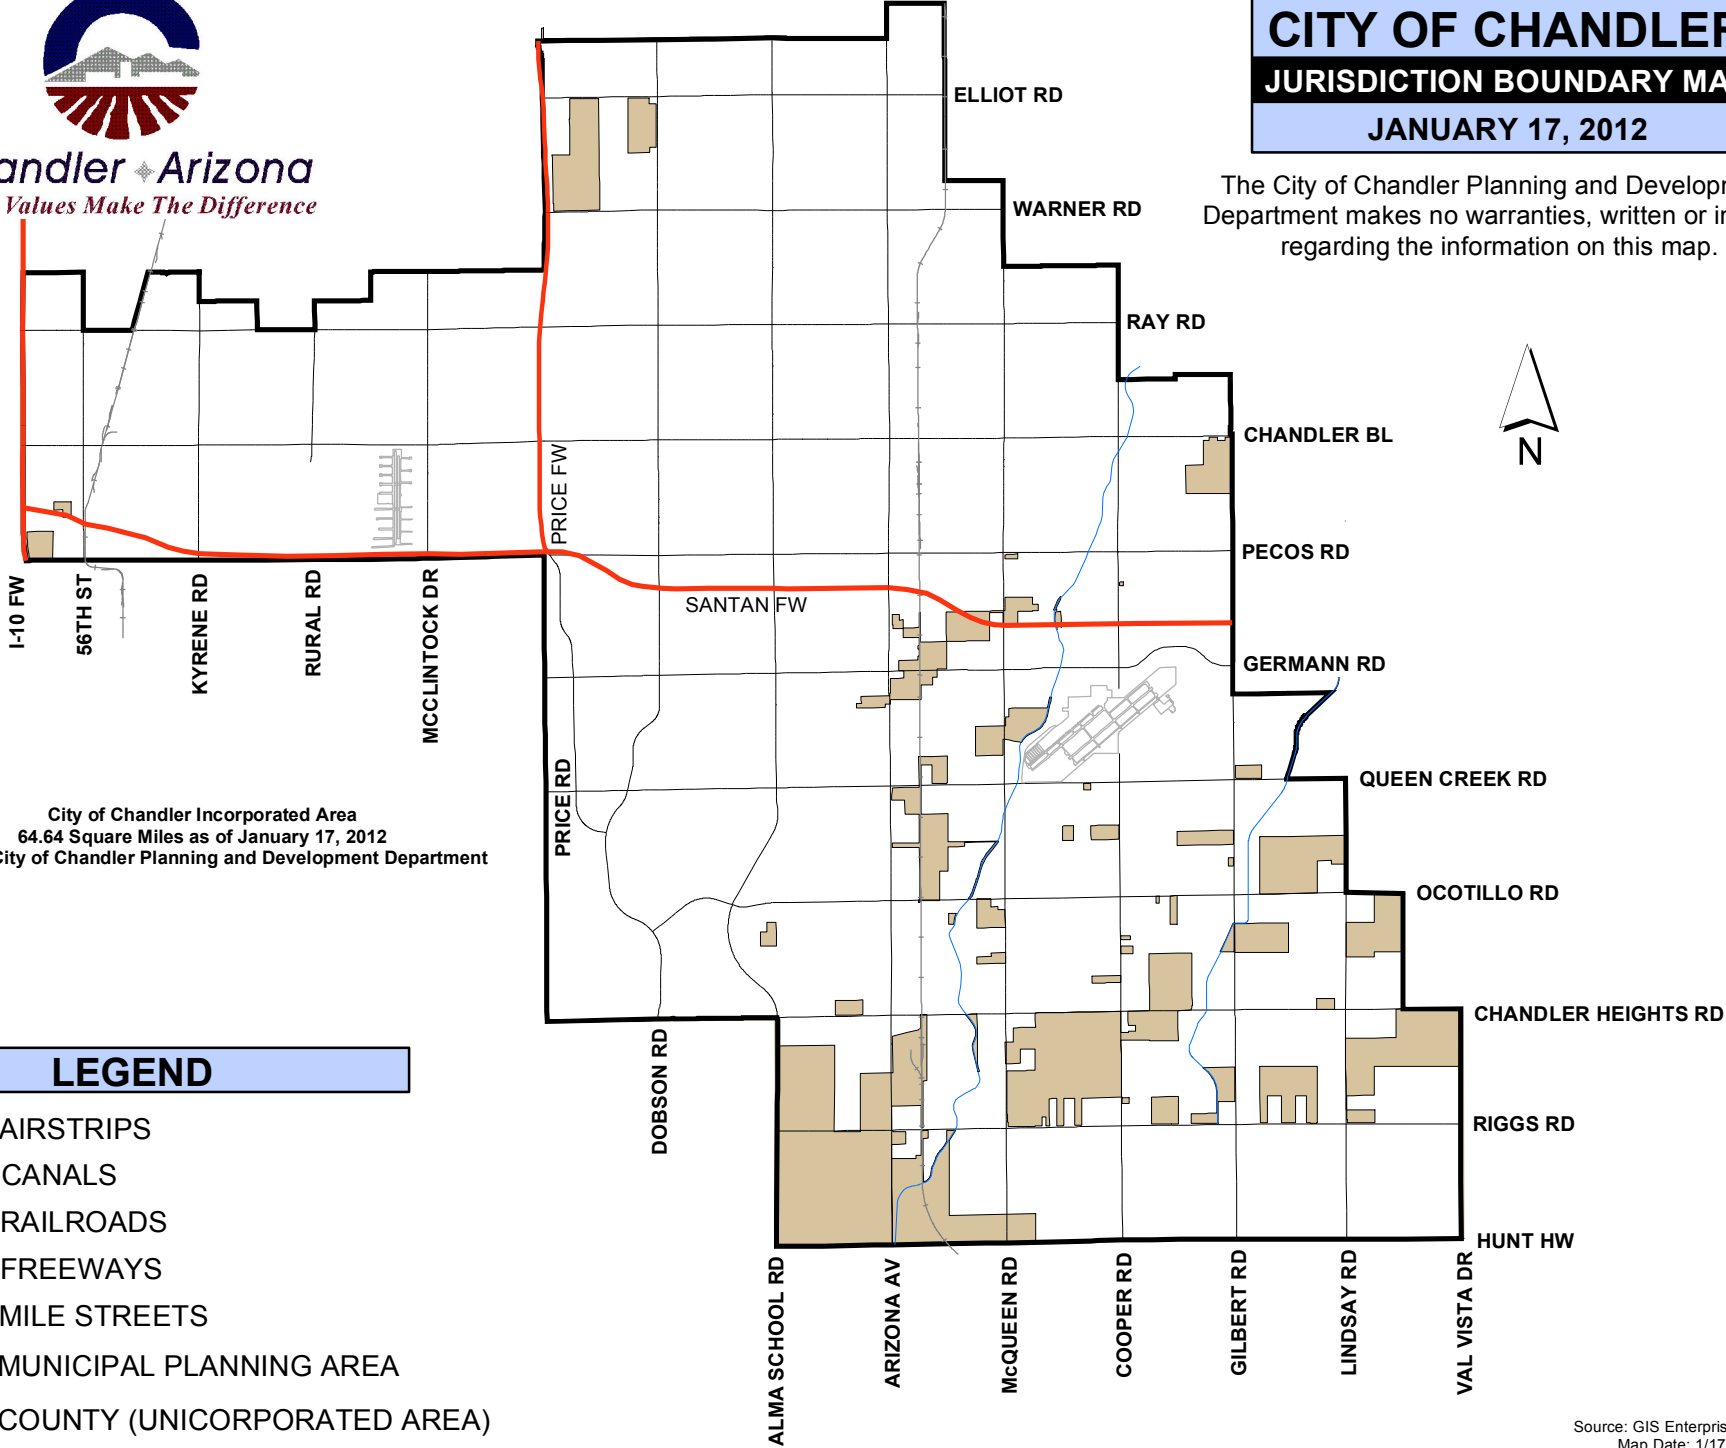 andler Arizona
Values Make The Difference
CITY OF CHANDLER
JURISDICTION BOUNDARY MA
JANUARY 17, 2012
The City of Chandler Planning and Develop
Department makes no warranties, written or i
regarding the information on this map.
ELLIOT RD
WARNER RD
RAY RD
N
CHANDLER BL
PRICE FW
PECOS RD
SANTAN FW
GERMANN RD
I-10 FW
56TH ST
KYRENE RD
RURAL RD
MCCLINTOCK DR
PRICE RD
QUEEN CREEK RD
City of Chandler Incorporated Area
64.64 Square Miles as of January 17, 2012
City of Chandler Planning and Development Department
OCOTILLO RD
CHANDLER HEIGHTS RD
DOBSON RD
RIGGS RD
HUNT HW
ALMA SCHOOL RD
ARIZONA AV
McQUEEN RD
COOPER RD
GILBERT RD
LINDSAY RD
VAL VISTA DR
LEGEND
AIRSTRIPS
CANALS
RAILROADS
FREEWAYS
MILE STREETS
MUNICIPAL PLANNING AREA
COUNTY (UNICORPORATED AREA)
Source: GIS Enterpris
Map Date: 1/17